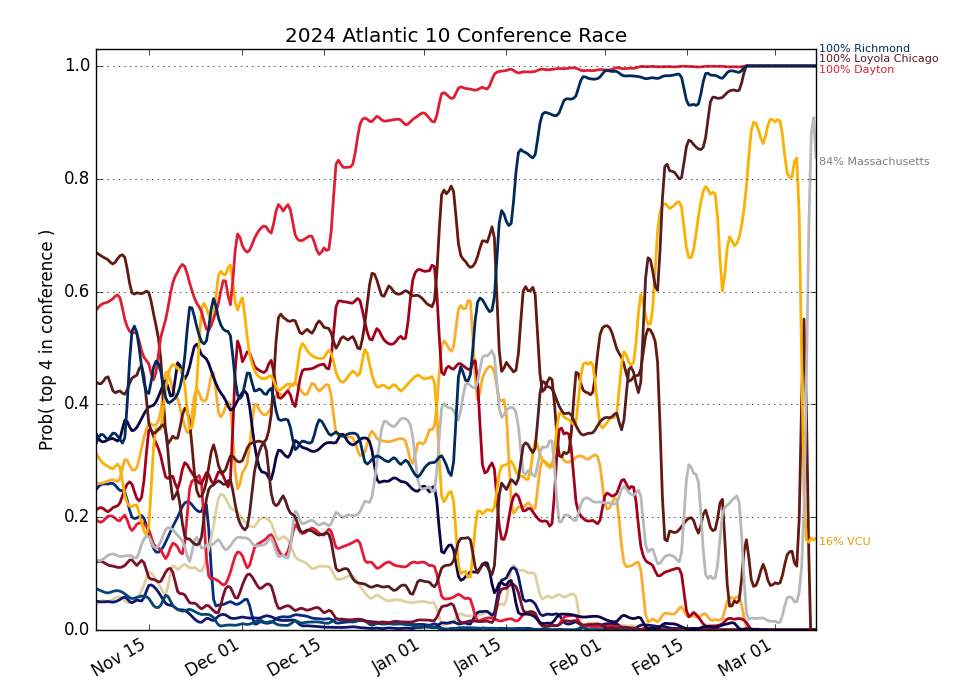 2024 Atlantic 10 Conference Race
100% Richmond
100% Loyola Chicago
100% Dayton
84% Massachusetts
16% VCU
Prob( top 4 in conference )
1.0
0.8
0.6
0.4
0.2
0.0
Nov 15
Dec 01
Dec 15
Jan 01
Jan 15
Feb 01
Feb 15
Mar 01